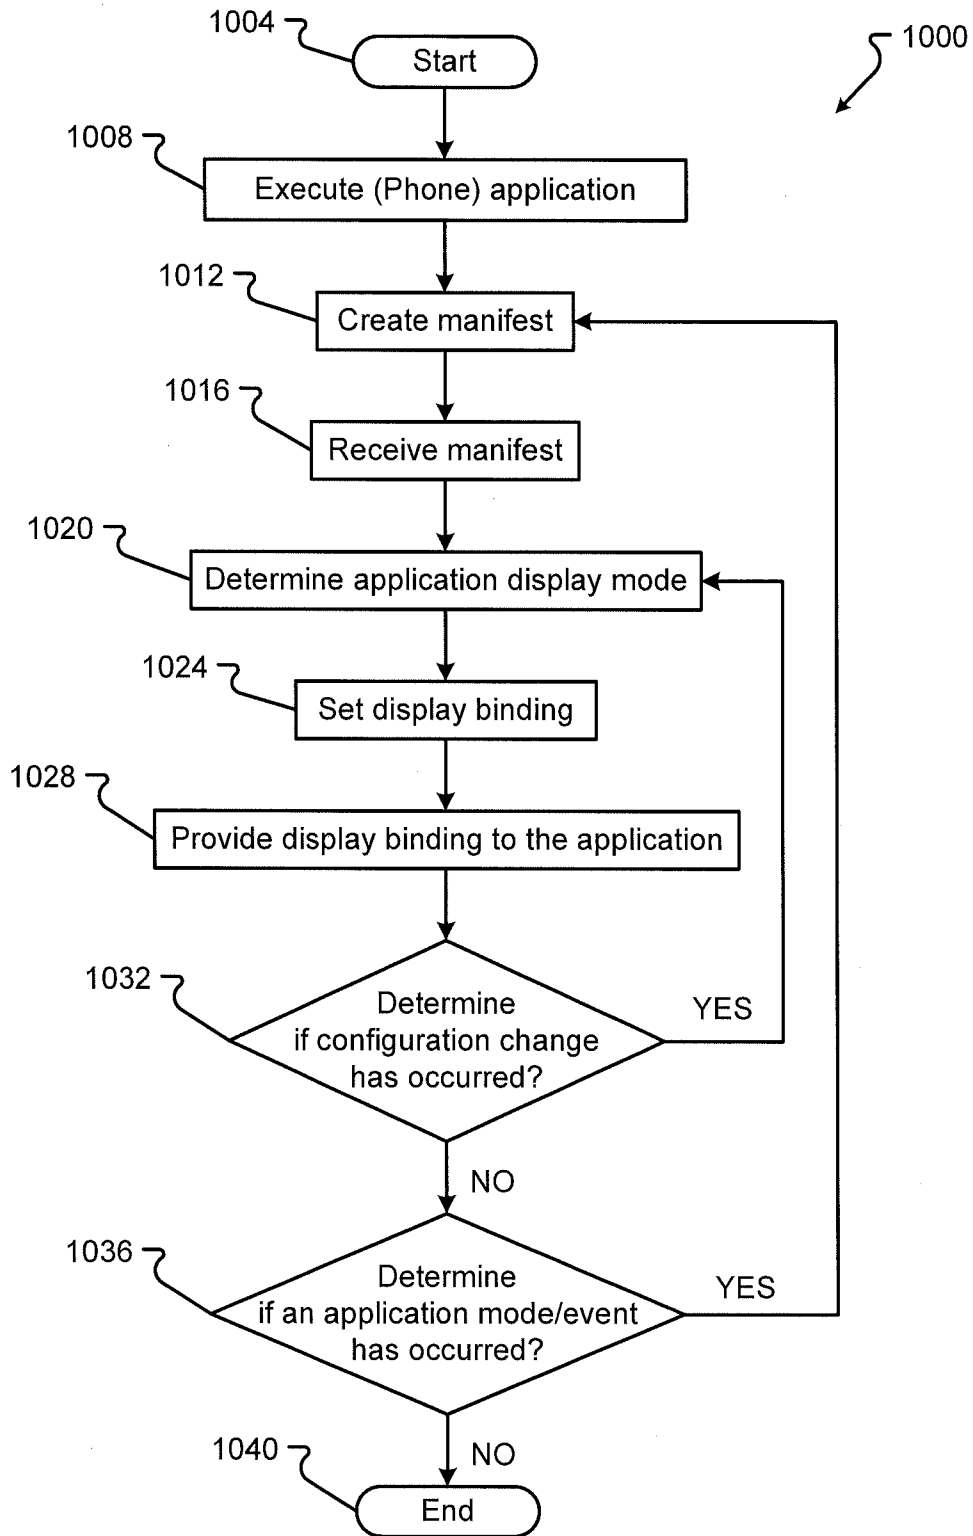 1004
1000
Start
1008
Execute (Phone) application
1012
Create manifest
1016
Receive manifest
1020
Determine application display mode
1024
Set display binding
1028
Provide display binding to the application
1032
Determine
if configuration change
has occurred?
YES
NO
1036
Determine
if an application mode/event
has occurred?
YES
NO
1040
End